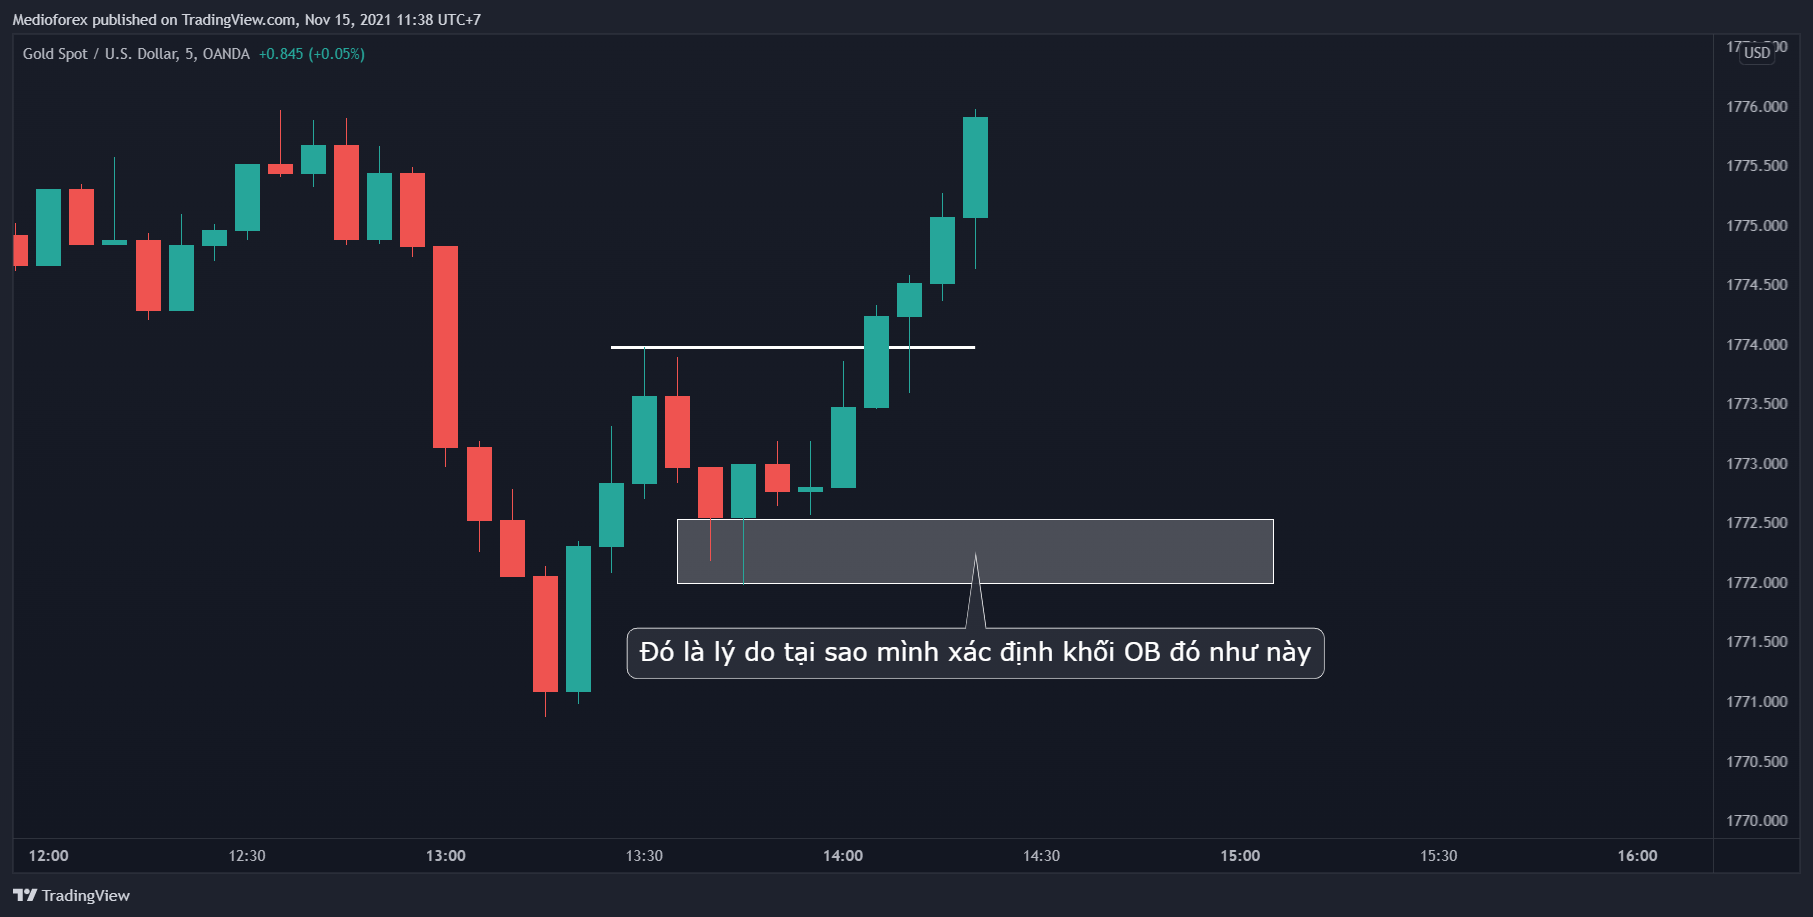 Medioforex published on TradingView.com, Nov 15, 2021 11:38 UTC+7
Gold Spot / U.S. Dollar, 5, OANDA +0.845 (+0.05%)
USD
1776.000
1775.500
1775.000
1774.500
1774.000
1773.500
1773.000
1772.500
1772.000
1771.500
1771.000
1770.500
1770.000
Đó là lý do tại sao mình xác định khối OB đó như này
12:00 12:30 13:00 13:30 14:00 14:30 15:00 15:30 16:00
TradingView